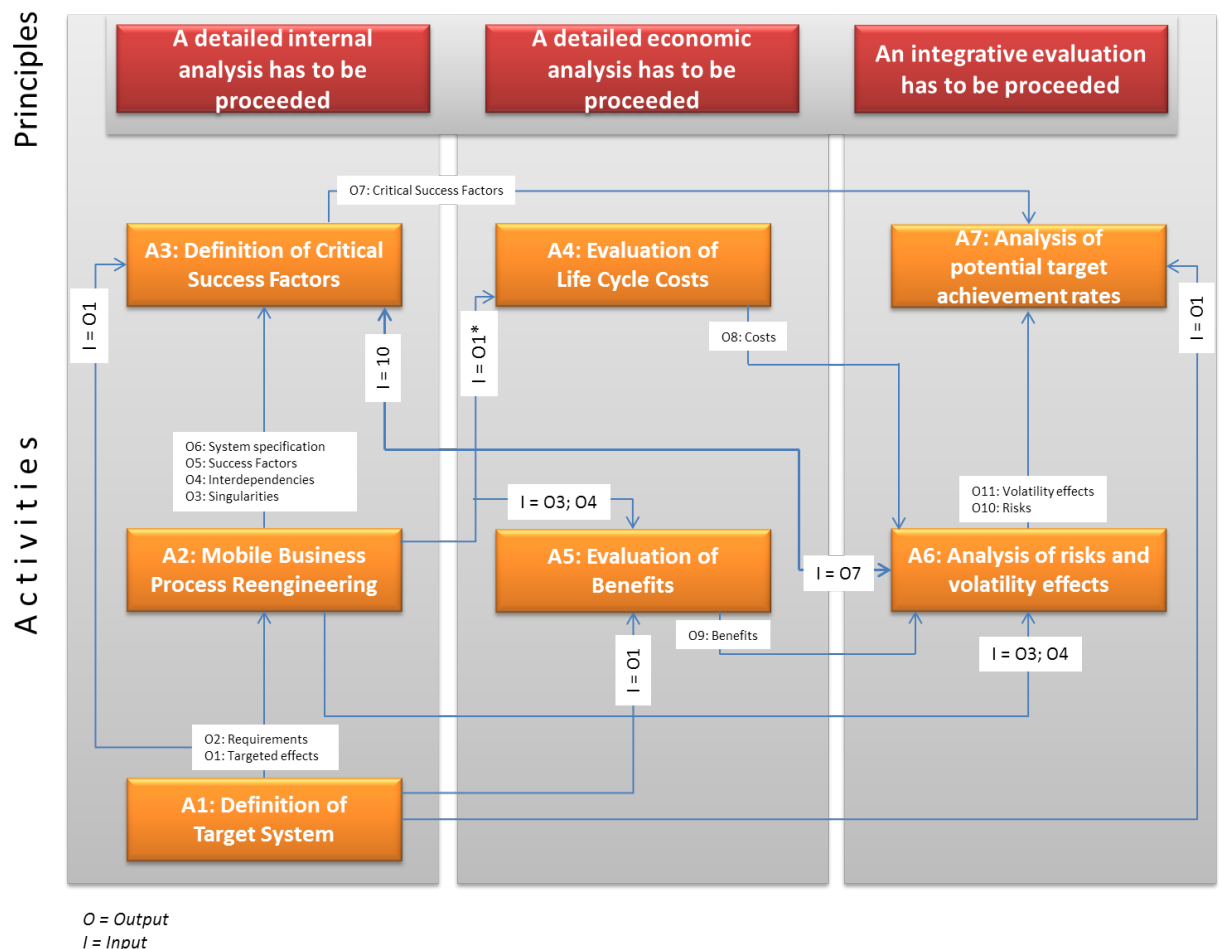 Principles
A detailed internal
analysis has to be
proceeded
A detailed economic
analysis has to be
proceeded
An integrative evaluation
has to be proceeded
O7: Critical Success Factors
A3: Definition of Critical
Success Factors
A4: Evaluation of
Life Cycle Costs
A7: Analysis of
potential target
achievement rates
I = O1
I = 10
I = O1*
O8: Costs
I = O1
Activities
O6: System specification
O5: Success Factors
O4: Interdependencies
O3: Singularities
I = O3; O4
O11: Volatility effects
O10: Risks
A2: Mobile Business
Process Reengineering
A5: Evaluation of
Benefits
I = O7
A6: Analysis of risks and
volatility effects
I = O1
O9: Benefits
I = O3; O4
O2: Requirements
O1: Targeted effects
A1: Definition of
Target System
O = Output
I = Input